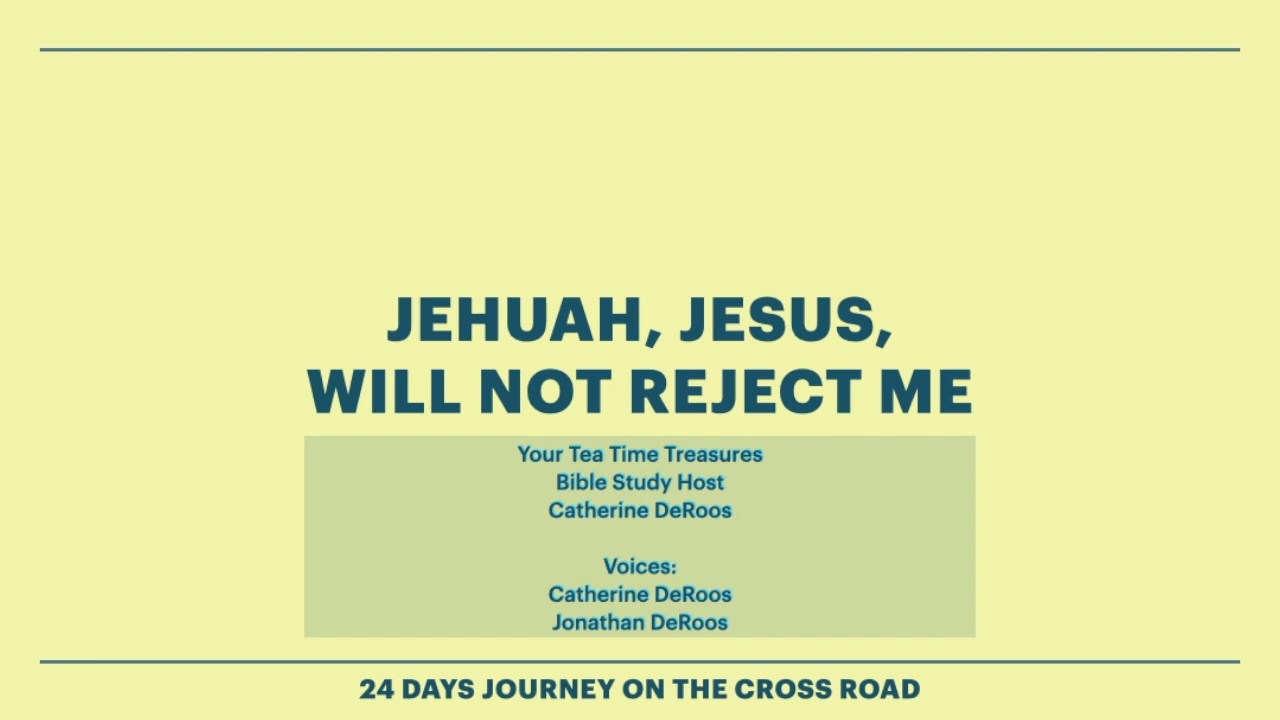 JEHUAH, JESUS,
WILL NOT REJECT ME
Your Tea Time Treasures
Bible Study Host
Catherine DeRoos
Voices:
Catherine DeRoos
Jonathan DeRoos
24 DAYS JOURNEY ON THE CROSS ROAD